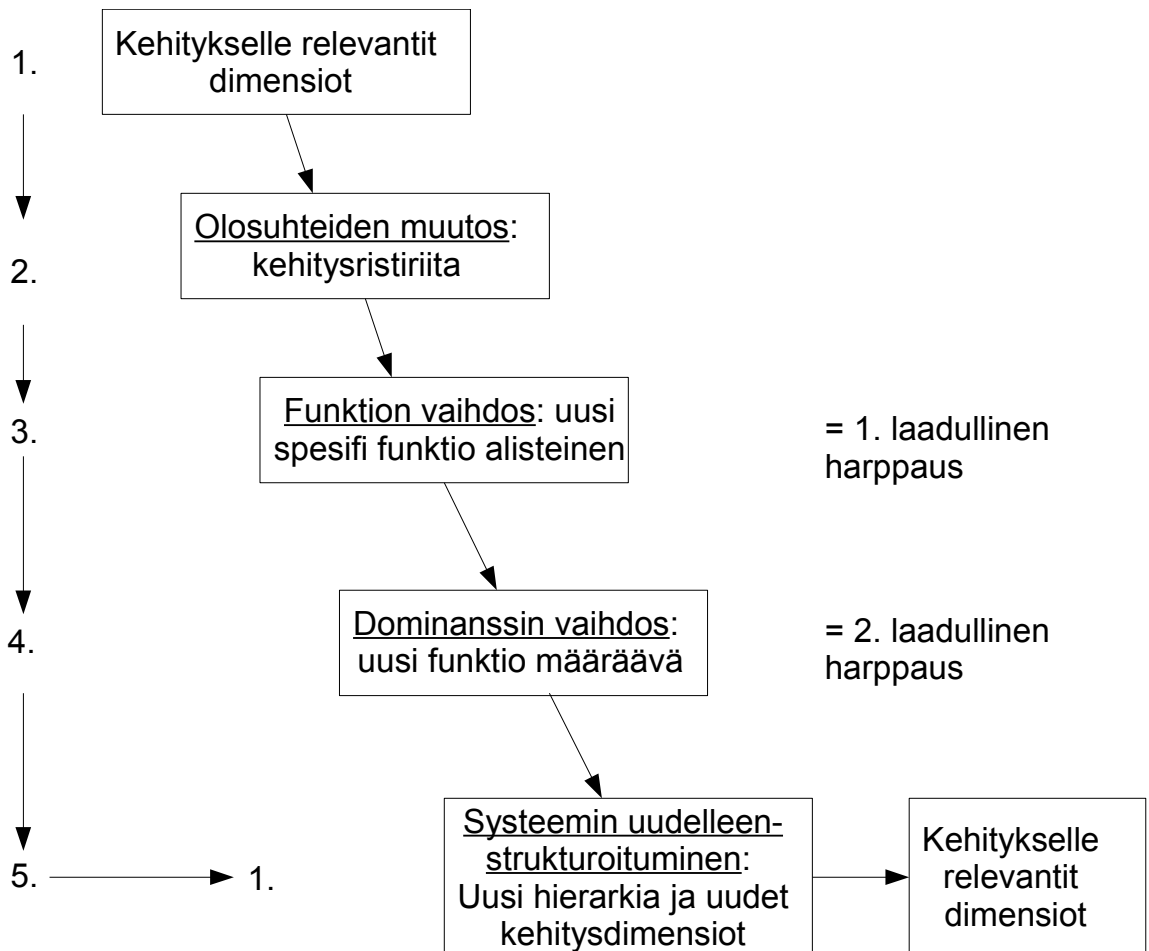 1.
Kehitykselle relevantit
dimensiot
2.
Olosuhteiden muutos:
kehitysristiriita
3.
Funktion vaihdos: uusi
spesifi funktio alisteinen
= 1. laadullinen
harppaus
4.
Dominanssin vaihdos:
uusi funktio määräävä
= 2. laadullinen
harppaus
5.
1.
Systeemin uudelleen-
strukturoituminen:
Uusi hierarkia ja uudet
kehitysdimensiot
Kehitykselle
relevantit
dimensiot